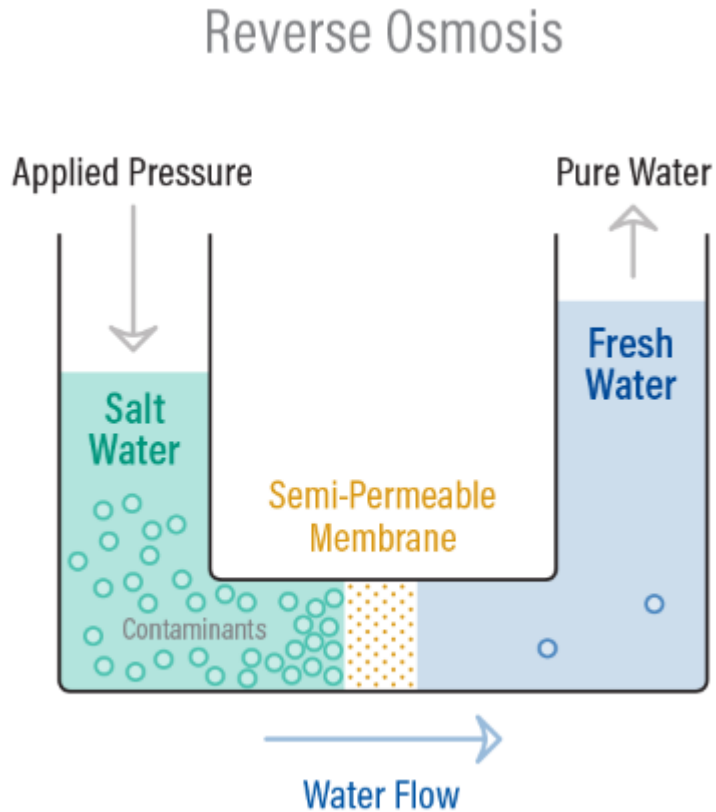 Reverse Osmosis
Applied Pressure
Pure Water
Salt
Water
Fresh
Water
Semi-Permeable
Membrane
Contaminants
Water Flow